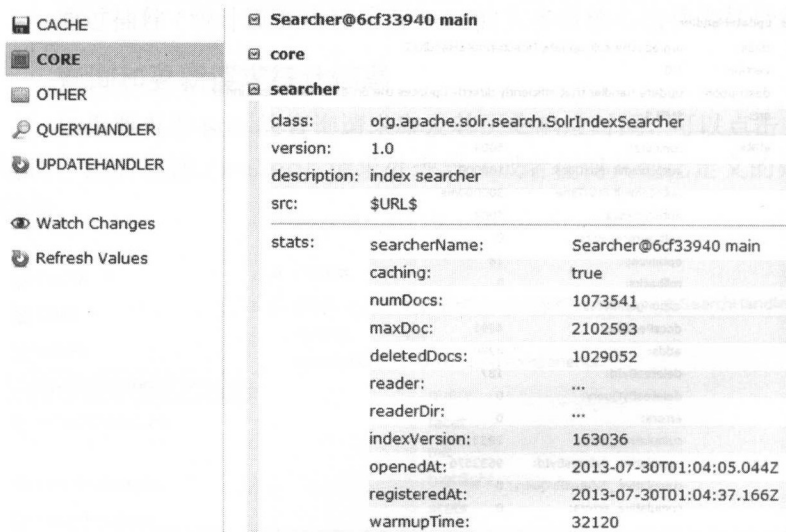 CACHE
CORE
OTHER
QUERYHANDLER
UPDATEHANDLER
Watch Changes
Refresh Values
Searcher@6cf33940 main
core
searcher
class: org.apache.solr.search.SolrIndexSearcher
version: 1.0
description: index searcher
src: $URL$
stats: searcherName: Searcher@6cf33940 main
caching: true
numDocs: 1073541
maxDoc: 2102593
deletedDocs: 1029052
reader: ...
readerDir: ...
indexVersion: 163036
openedAt: 2013-07-30T01:04:05.044Z
registeredAt: 2013-07-30T01:04:37.166Z
warmupTime: 32120